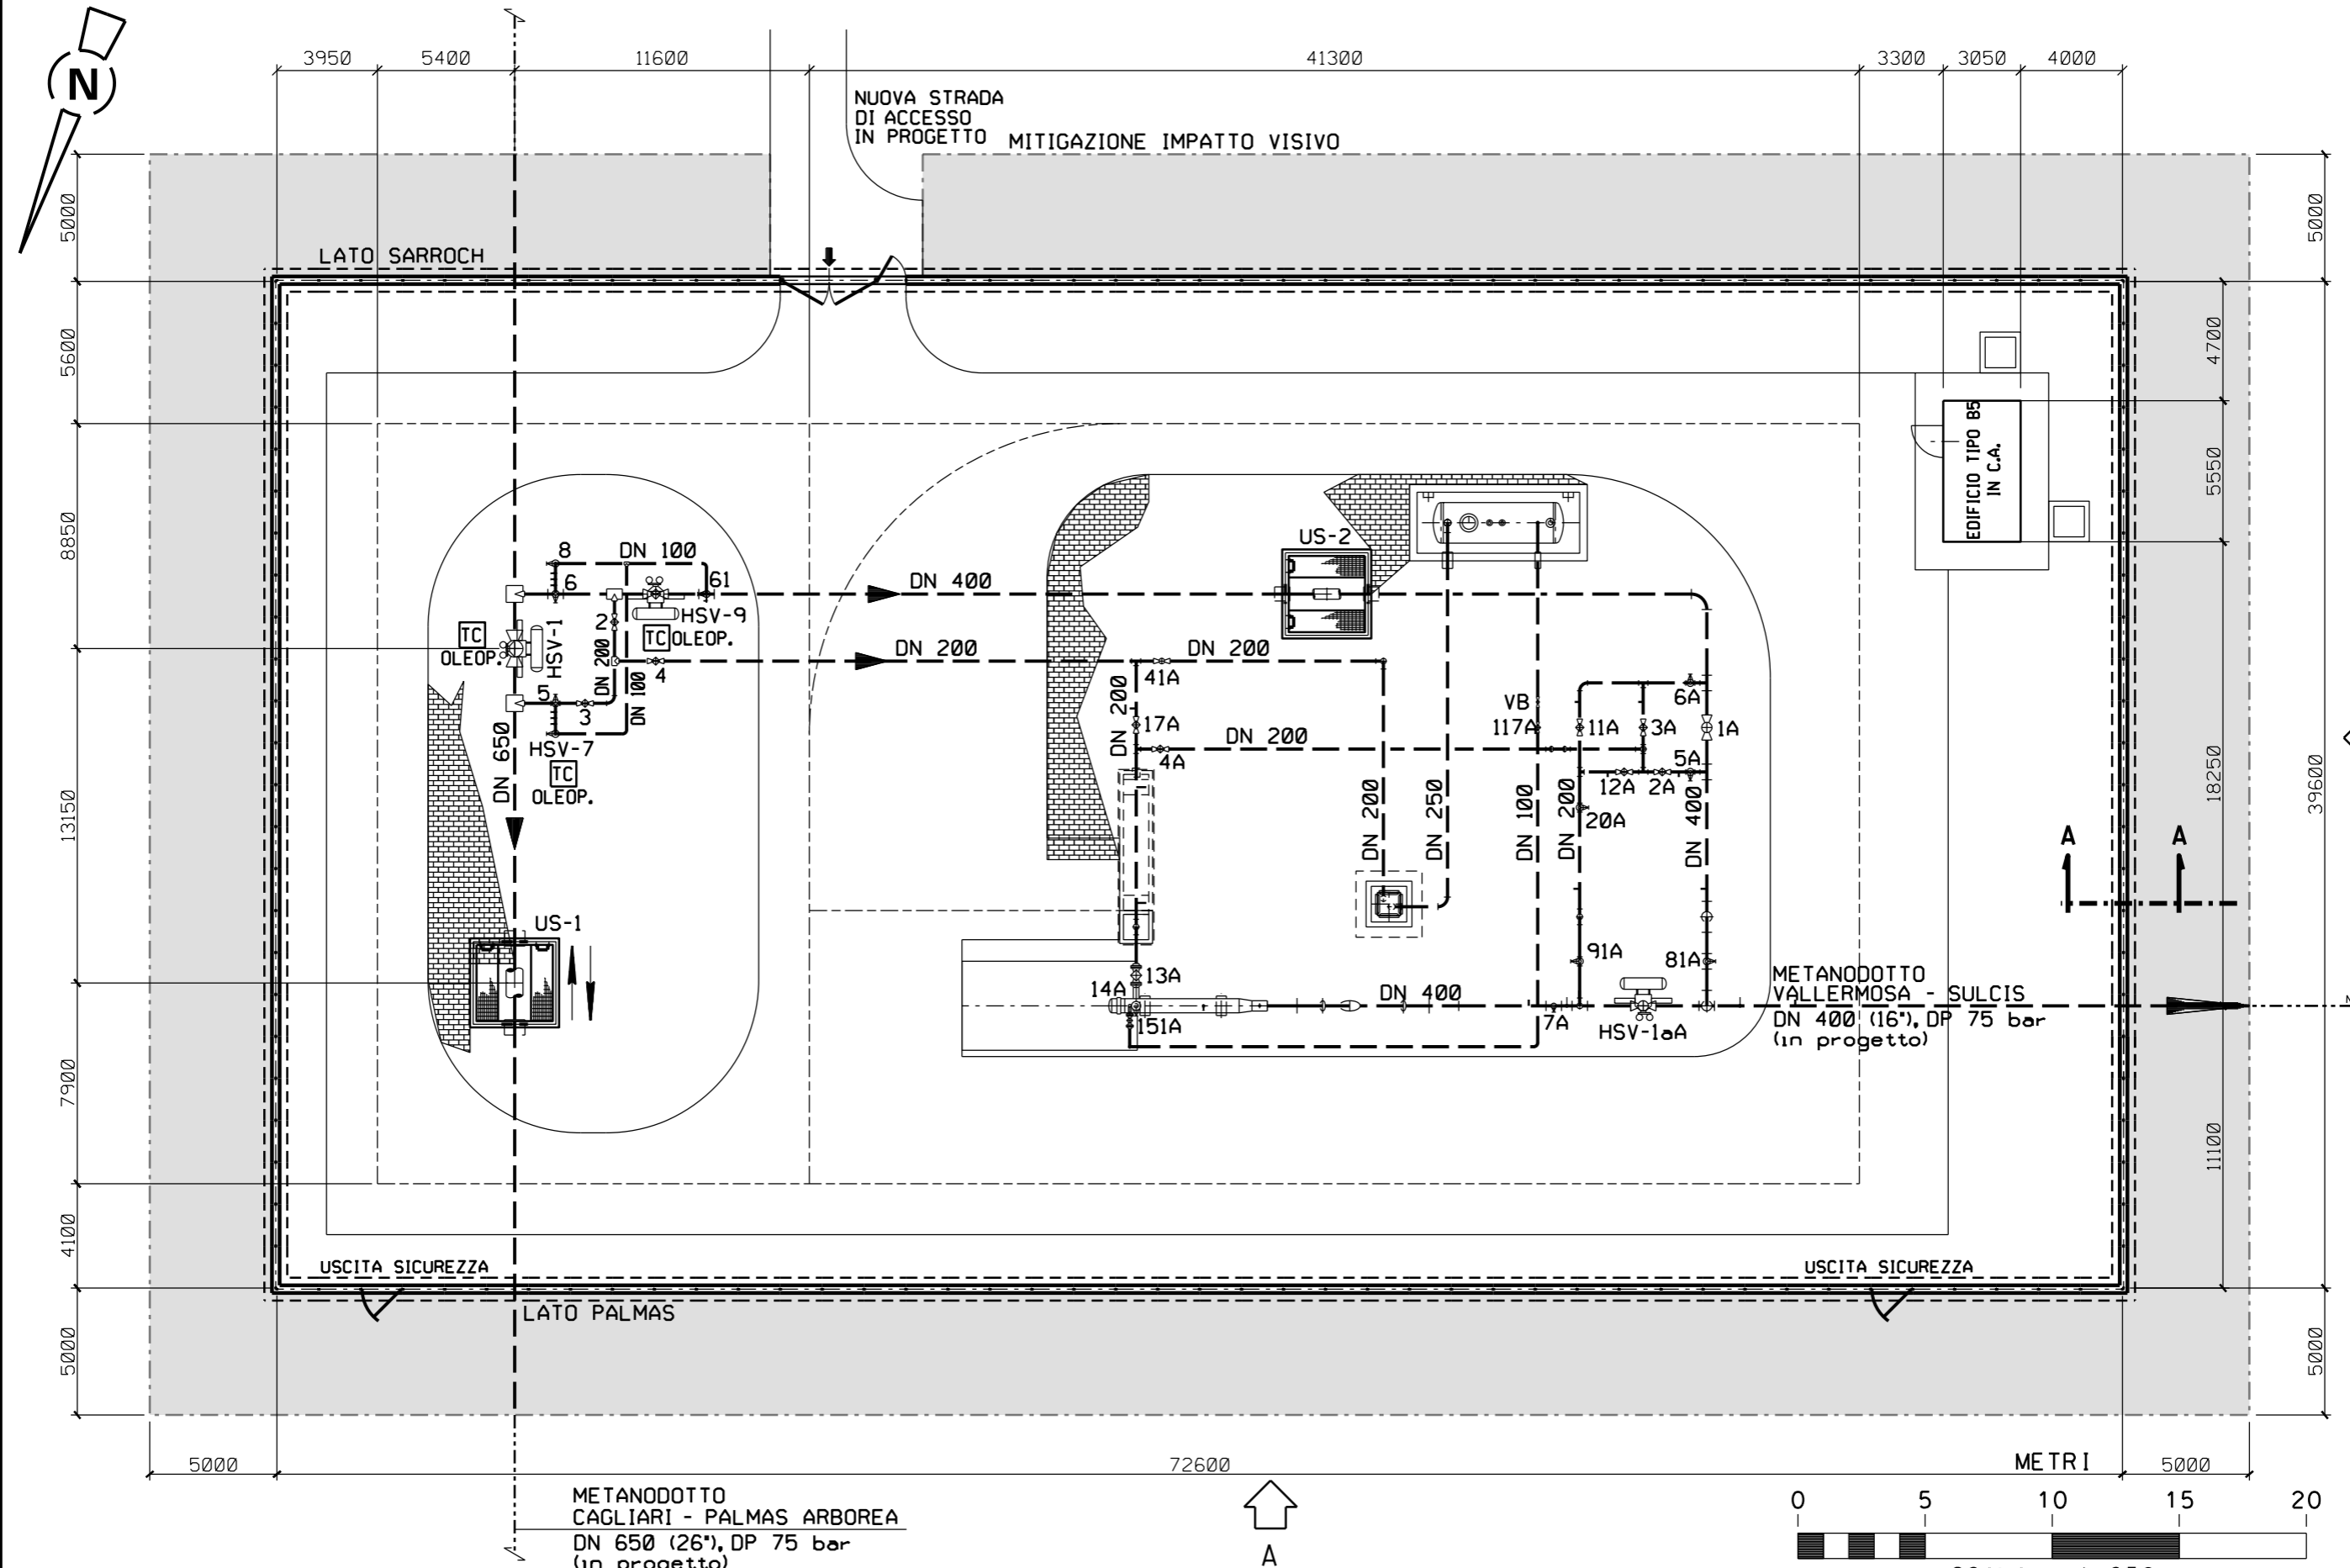 3950 5400 11600 41300 3300 3050 4000
N
NUOVA STRADA
DI ACCESSO
IN PROGETTO
MITIGAZIONE IMPATTO VISIVO
5000
5000
LATO SARROCH
5600
4700
EDIFICIO TIPO B5
IN C.A.
5550
8850
US-2
8 DN 100
6 61
DN 400
HSV-9
2
TC OLEOP.
TC
OLEOP.
HSV-1
DN 200
DN 200 DN 200
4
41A
DN 100
5
3
6A
DN 200
17A
VB
117A
11A 3A 1A
HSV-7
DN 650
DN 200
4A
5A
TC
OLEOP.
12A 2A
18250
39600
13150
DN 200
DN 250
DN 100
DN 200
DN 400
20A
A A
US-1
91A 81A
13A
14A
151A
DN 400
7A
HSV-1aA
METANODOTTO
VALLERMOSA - SULCIS
DN 400 (16"), DP 75 bar
(in progetto)
7900
11100
4100
USCITA SICUREZZA
USCITA SICUREZZA
LATO PALMAS
5000
5000
5000 72600 5000
METRI
METANODOTTO
CAGLIARI - PALMAS ARBOREA
DN 650 (26"), DP 75 bar
(in progetto)
A
0 5 10 15 20